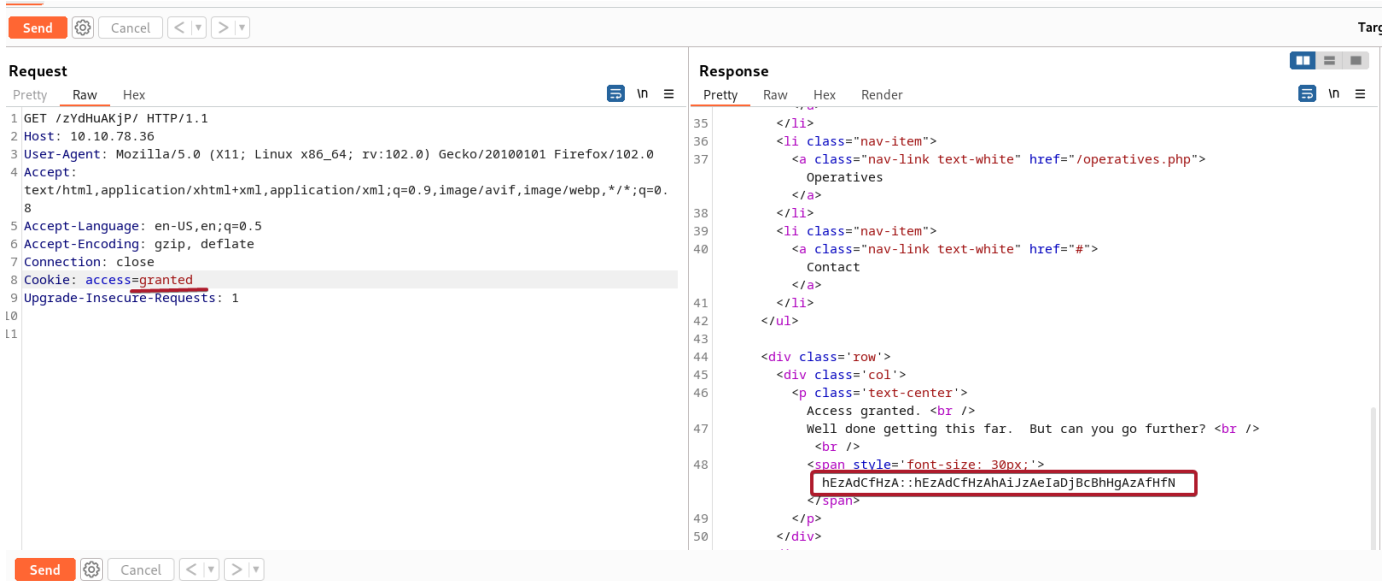 Send Cancel < > Targ
Request
Pretty Raw Hex \n
1 GET /zYdHuAKjP/ HTTP/1.1
2 Host: 10.10.78.36
3 User-Agent: Mozilla/5.0 (X11; Linux x86_64; rv:102.0) Gecko/20100101 Firefox/102.0
4 Accept:
text/html,application/xhtml+xml,application/xml;q=0.9,image/avif,image/webp,*/*;q=0.
8
5 Accept-Language: en-US,en;q=0.5
6 Accept-Encoding: gzip, deflate
7 Connection: close
8 Cookie: access=granted
9 Upgrade-Insecure-Requests: 1
10
11
Response
Pretty Raw Hex Render \n
35 </li>
36 <li class="nav-item">
37 <a class="nav-link text-white" href="/operatives.php">
Operatives
</a>
38 </li>
39 <li class="nav-item">
40 <a class="nav-link text-white" href="#">
Contact
</a>
41 </li>
42 </ul>
43
44 <div class='row'>
45 <div class='col'>
46 <p class='text-center'>
Access granted. <br />
47 Well done getting this far.  But can you go further? <br />
<br />
48 <span style='font-size: 30px;'>
hEzAdCfHzA::hEzAdCfHzAhAiJzAeIaDjBcBhHgAzAfHfN
</span>
49 </p>
50 </div>
Send Cancel < >